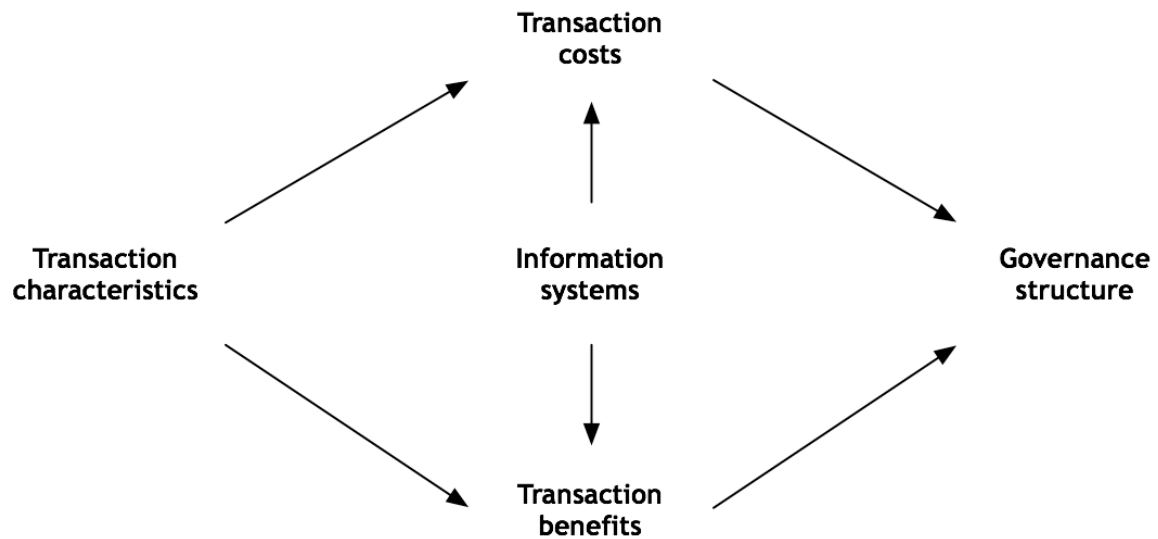 Transaction
costs
Transaction
characteristics
Information
systems
Governance
structure
Transaction
benefits